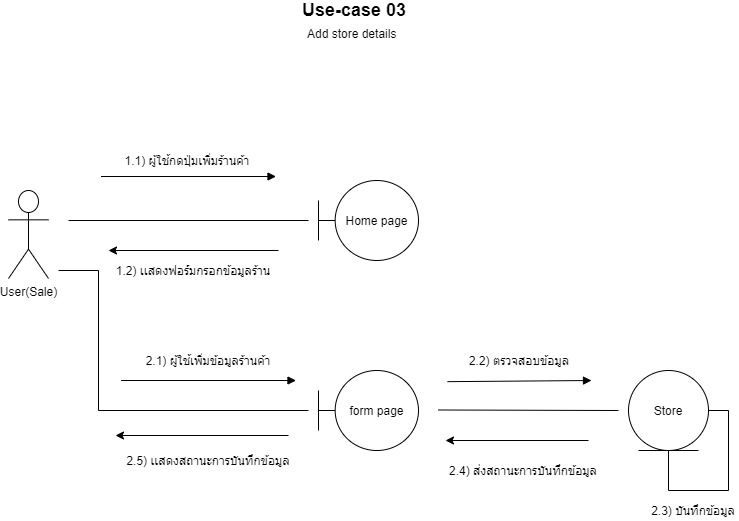 Use-case 03
Add store details
1.1) ผู้ใช้กดปุ่มเพิ่มร้านค้า
Home page
1.2) แสดงฟอร์มกรอกข้อมูลร้าน
User(Sale)
2.1) ผู้ใช้เพิ่มข้อมูลร้านค้า
2.2) ตรวจสอบข้อมูล
form page
Store
2.5) แสดงสถานะการบันทึกข้อมูล
2.4) ส่งสถานะการบันทึกข้อมูล
2.3) บันทึกข้อมูล